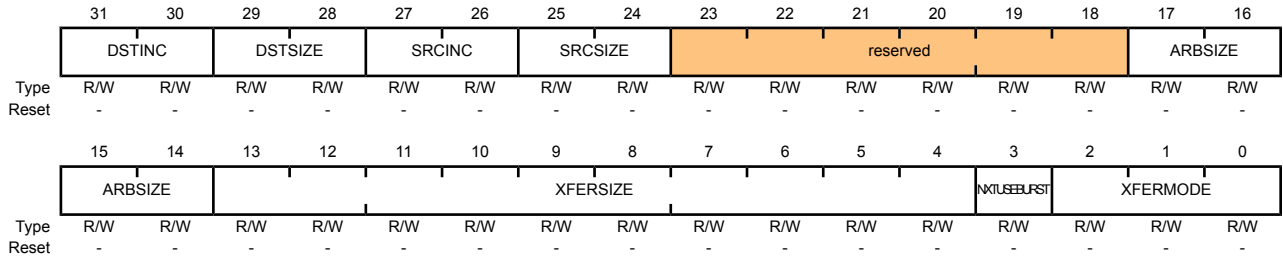 31 30 29 28 27 26 25 24 23 22 21 20 19 18 17 16
DSTINC DSTSIZE SRCINC SRCSIZE reserved ARBSIZE
Type R/W R/W R/W R/W R/W R/W R/W R/W R/W R/W R/W R/W R/W R/W R/W R/W
Reset - - - - - - - - - - - - - - - -
15 14 13 12 11 10 9 8 7 6 5 4 3 2 1 0
ARBSIZE XFERSIZE NXTUSEBURST XFERMODE
Type R/W R/W R/W R/W R/W R/W R/W R/W R/W R/W R/W R/W R/W R/W R/W R/W
Reset - - - - - - - - - - - - - - - -